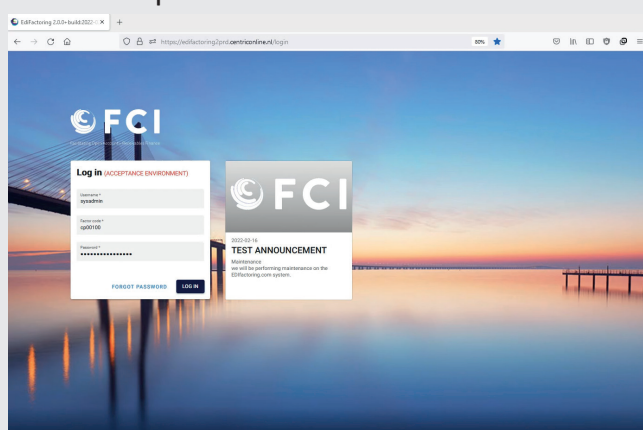 EdiFactoring 2.0.0+build.2022-0
https://edifactoring2prd.centriconline.nl/login
80%
FCI
Log in (ACCEPTANCE ENVIRONMENT)
Username *
sysadmin
Factor code *
cp00100
Password *
FORGOT PASSWORD
LOG IN
FCI
2022-02-16
TEST ANNOUNCEMENT
Maintenance
we will be performing maintenance on the
EDIfactoring.com system.